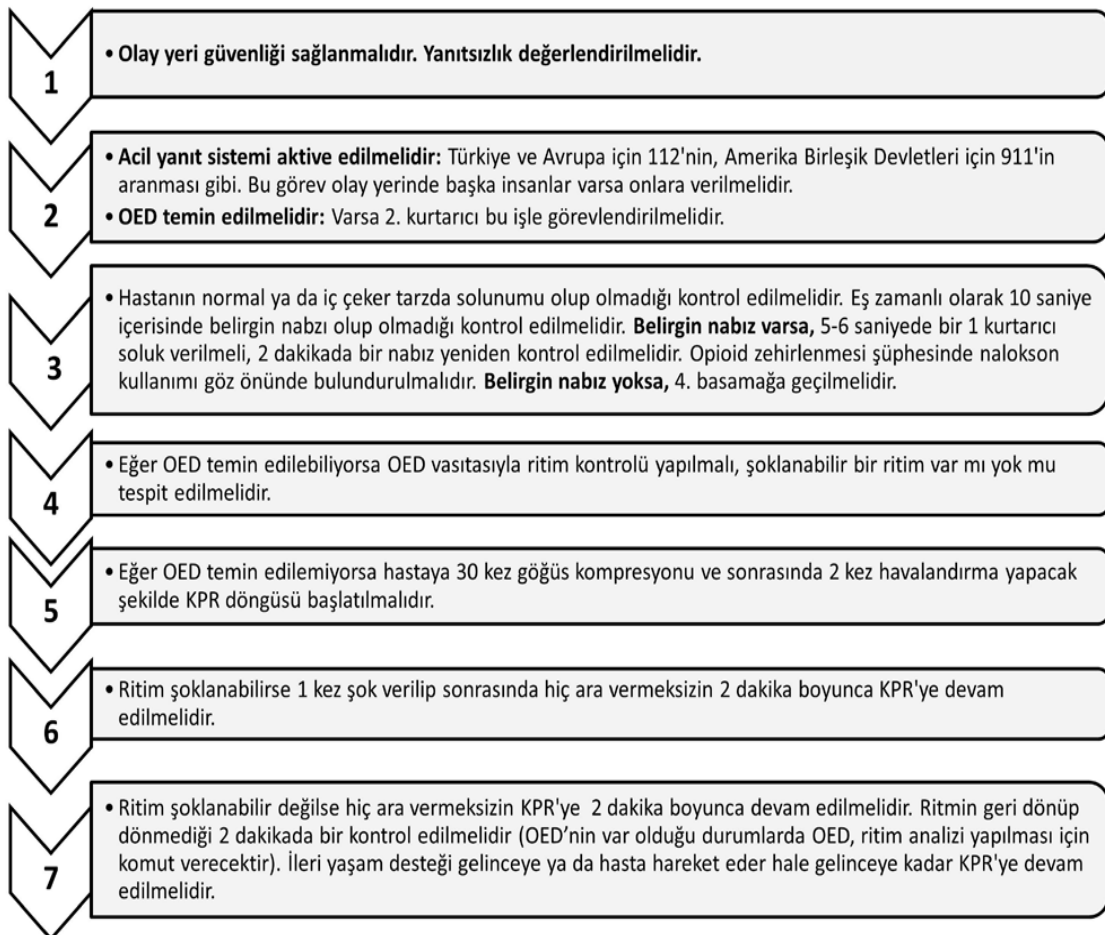 1
• Olay yeri güvenliği sağlanmalıdır. Yanıtsızlık değerlendirilmelidir.
2
• Acil yanıt sistemi aktive edilmelidir: Türkiye ve Avrupa için 112'nin, Amerika Birleşik Devletleri için 911'in
aranması gibi. Bu görev olay yerinde başka insanlar varsa onlara verilmelidir.
• OED temin edilmelidir: Varsa 2. kurtarıcı bu işle görevlendirilmelidir.
3
• Hastanın normal ya da iç çeker tarzda solunumu olup olmadığı kontrol edilmelidir. Eş zamanlı olarak 10 saniye
içerisinde belirgin nabzı olup olmadığı kontrol edilmelidir. Belirgin nabız varsa, 5-6 saniyede bir 1 kurtarıcı
soluk verilmeli, 2 dakikada bir nabız yeniden kontrol edilmelidir. Opioid zehirlenmesi şüphesinde nalokson
kullanımı göz önünde bulundurulmalıdır. Belirgin nabız yoksa, 4. basamağa geçilmelidir.
4
• Eğer OED temin edilebiliyorsa OED vasıtasıyla ritim kontrolü yapılmalı, şoklanabilir bir ritim var mı yok mu
tespit edilmelidir.
5
• Eğer OED temin edilemiyorsa hastaya 30 kez göğüs kompresyonu ve sonrasında 2 kez havalandırma yapacak
şekilde KPR döngüsü başlatılmalıdır.
6
• Ritim şoklanabilirse 1 kez şok verilip sonrasında hiç ara vermeksizin 2 dakika boyunca KPR'ye devam
edilmelidir.
7
• Ritim şoklanabilir değilse hiç ara vermeksizin KPR'ye 2 dakika boyunca devam edilmelidir. Ritmin geri dönüp
dönmediği 2 dakikada bir kontrol edilmelidir (OED’nin var olduğu durumlarda OED, ritim analizi yapılması için
komut verecektir). İleri yaşam desteği gelinceye ya da hasta hareket eder hale gelinceye kadar KPR'ye devam
edilmelidir.